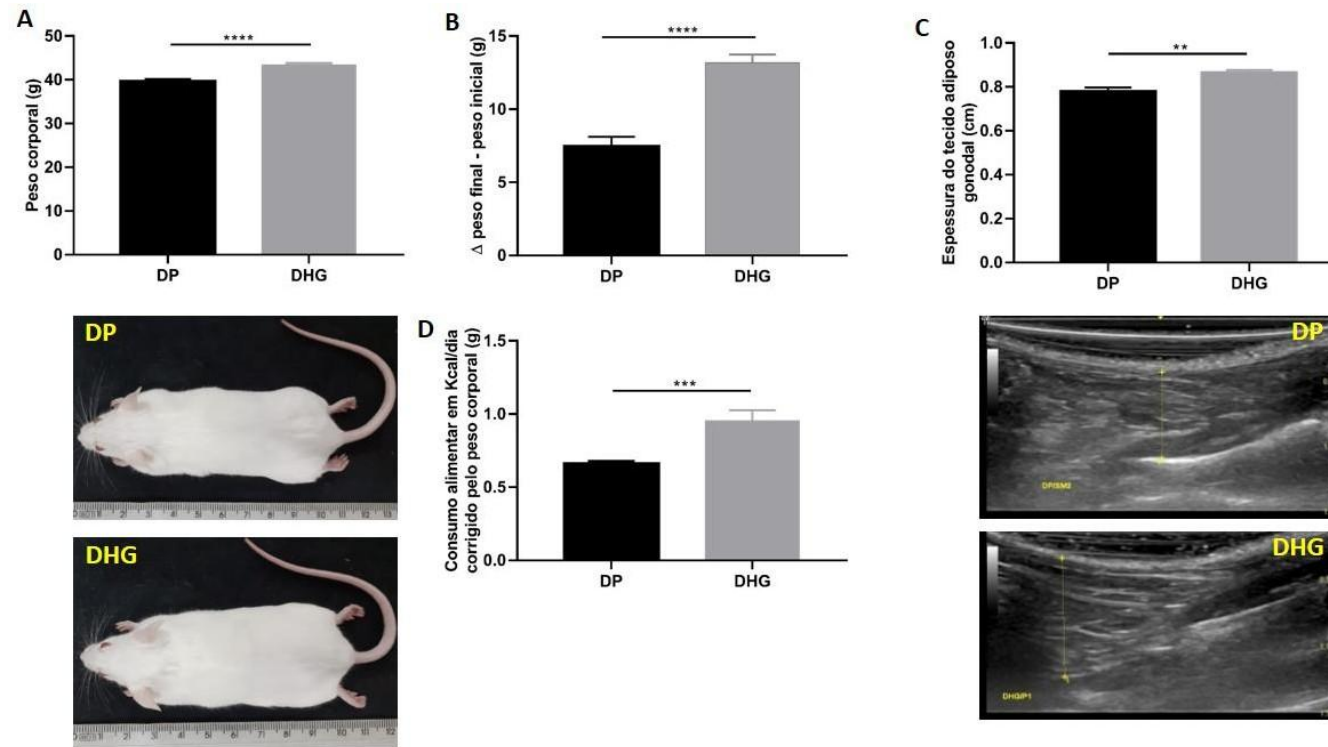 A
Peso corporal (g)
50
40
30
20
10
0
****
DP
DHG
B
Δ peso final - peso inicial (g)
15
10
5
0
****
DP
DHG
C
Espessura do tecido adiposo
gonodal (cm)
1.0
0.8
0.6
0.4
0.2
0.0
**
DP
DHG
DP
DHG
D
Consumo alimentar em Kcal/dia
corrigido pelo peso corporal (g)
1.5
1.0
0.5
0.0
***
DP
DHG
DP
DHG
DHG/P1